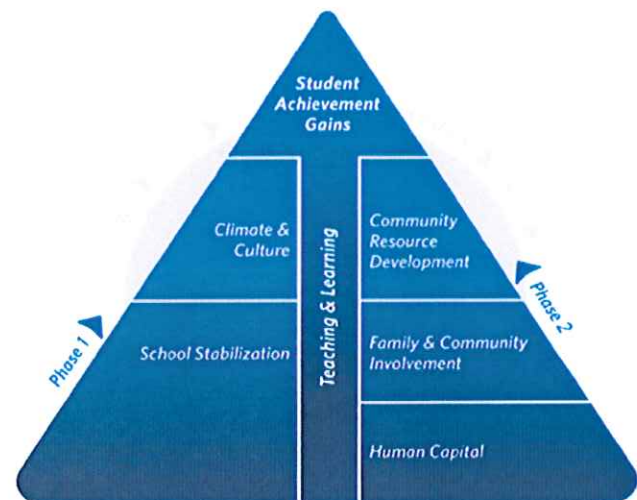 Student
Achievement
Gains
Climate &
Culture
School Stabilization
Teaching & Learning
Community
Resource
Development
Family & Community
Involvement
Human Capital
Phase 1
Phase 2